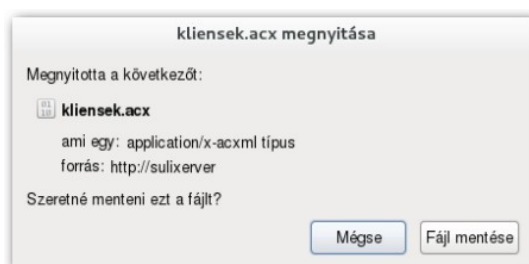 kliensek.acx megnyitása
Megnyitotta a következőt:
kliensek.acx
ami egy: application/x-acxml típus
forrás: http://sulixerver
Szeretné menteni ezt a fájlt?
Mégse
Fájl mentése